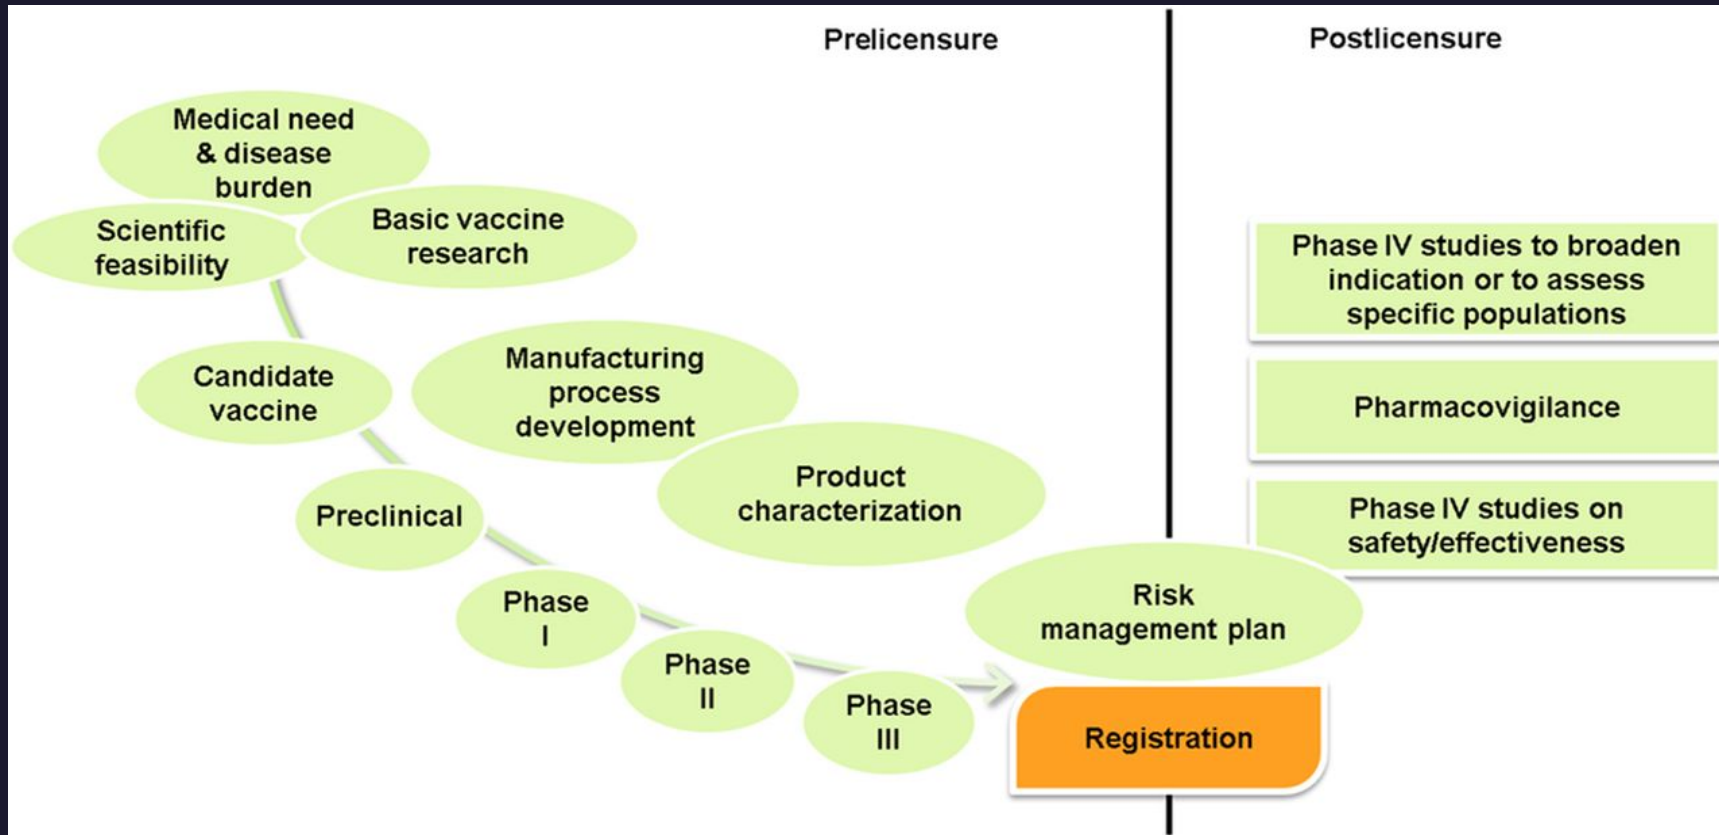 Prelicensure
Postlicensure
Medical need
& disease
burden
Scientific
feasibility
Basic vaccine
research
Candidate
vaccine
Manufacturing
process
development
Product
characterization
Preclinical
Phase
I
Phase
II
Phase
III
Risk
management plan
Registration
Phase IV studies to broaden
indication or to assess
specific populations
Pharmacovigilance
Phase IV studies on
safety/effectiveness